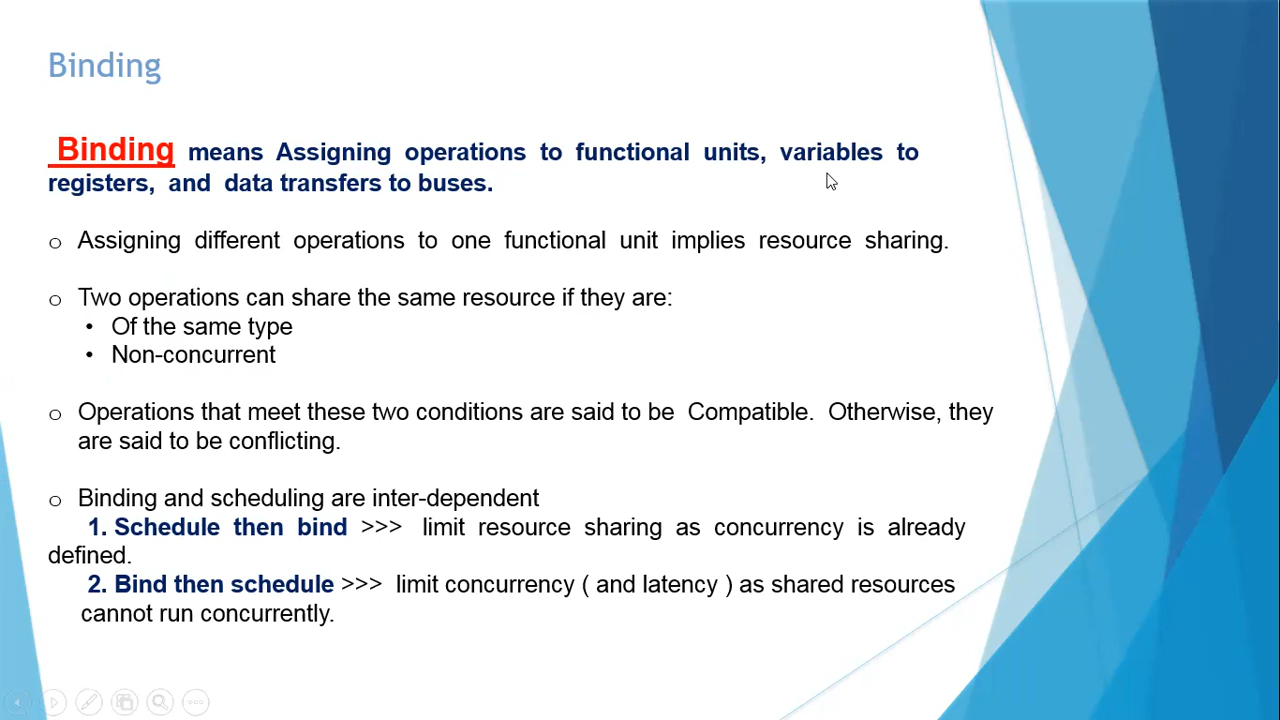 Binding
Binding means Assigning operations to functional units, variables to
registers, and data transfers to buses.
o Assigning different operations to one functional unit implies resource sharing.
o Two operations can share the same resource if they are:
• Of the same type
• Non-concurrent
o Operations that meet these two conditions are said to be Compatible. Otherwise, they
are said to be conflicting.
o Binding and scheduling are inter-dependent
1. Schedule then bind >>> limit resource sharing as concurrency is already
defined.
2. Bind then schedule >>> limit concurrency ( and latency ) as shared resources
cannot run concurrently.